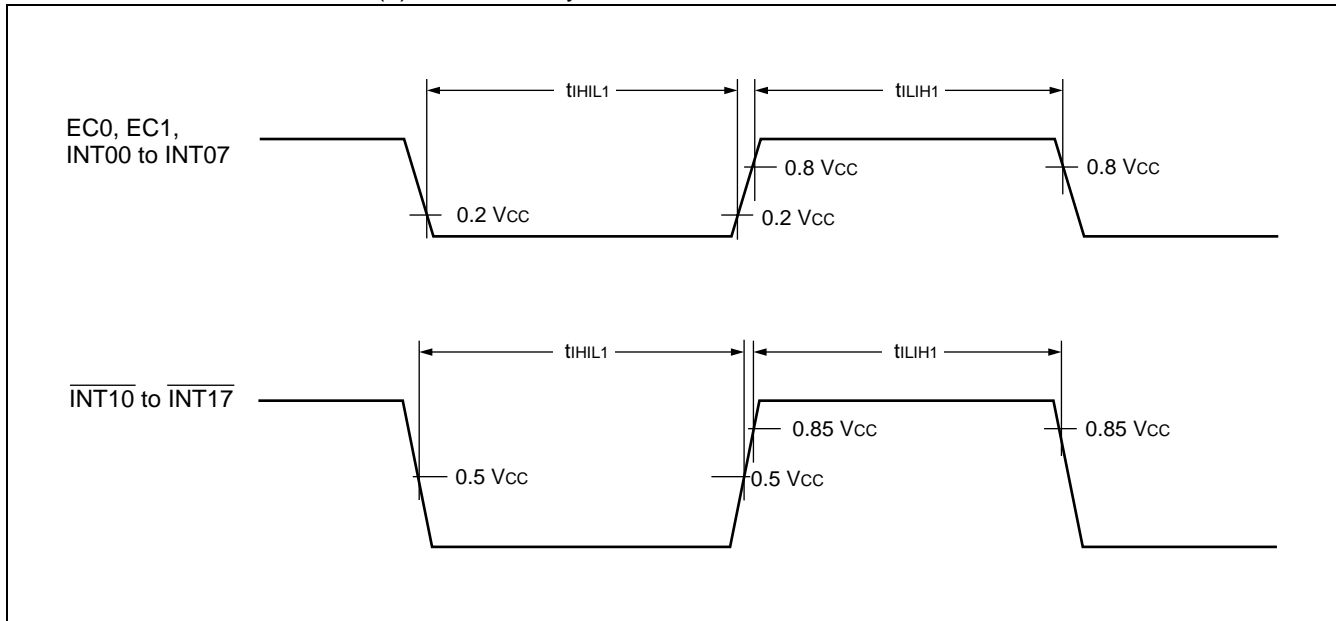 tIHIL1
tILIH1
EC0, EC1,
INT00 to INT07
0.8 VCC
0.8 VCC
0.2 VCC
0.2 VCC
tIHIL1
tILIH1
INT10 to INT17
0.85 VCC
0.85 VCC
0.5 VCC
0.5 VCC